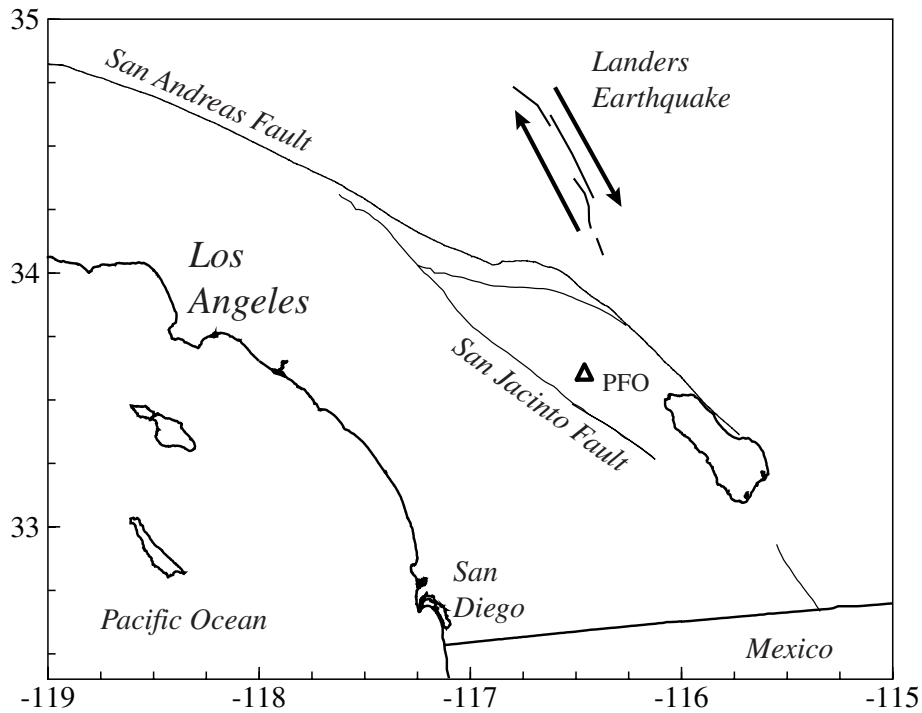 35
Landers
Earthquake
San Andreas Fault
Los
Angeles
34
San Jacinto Fault
PFO
33
San
Diego
Pacific Ocean
Mexico
-119
-118
-117
-116
-115